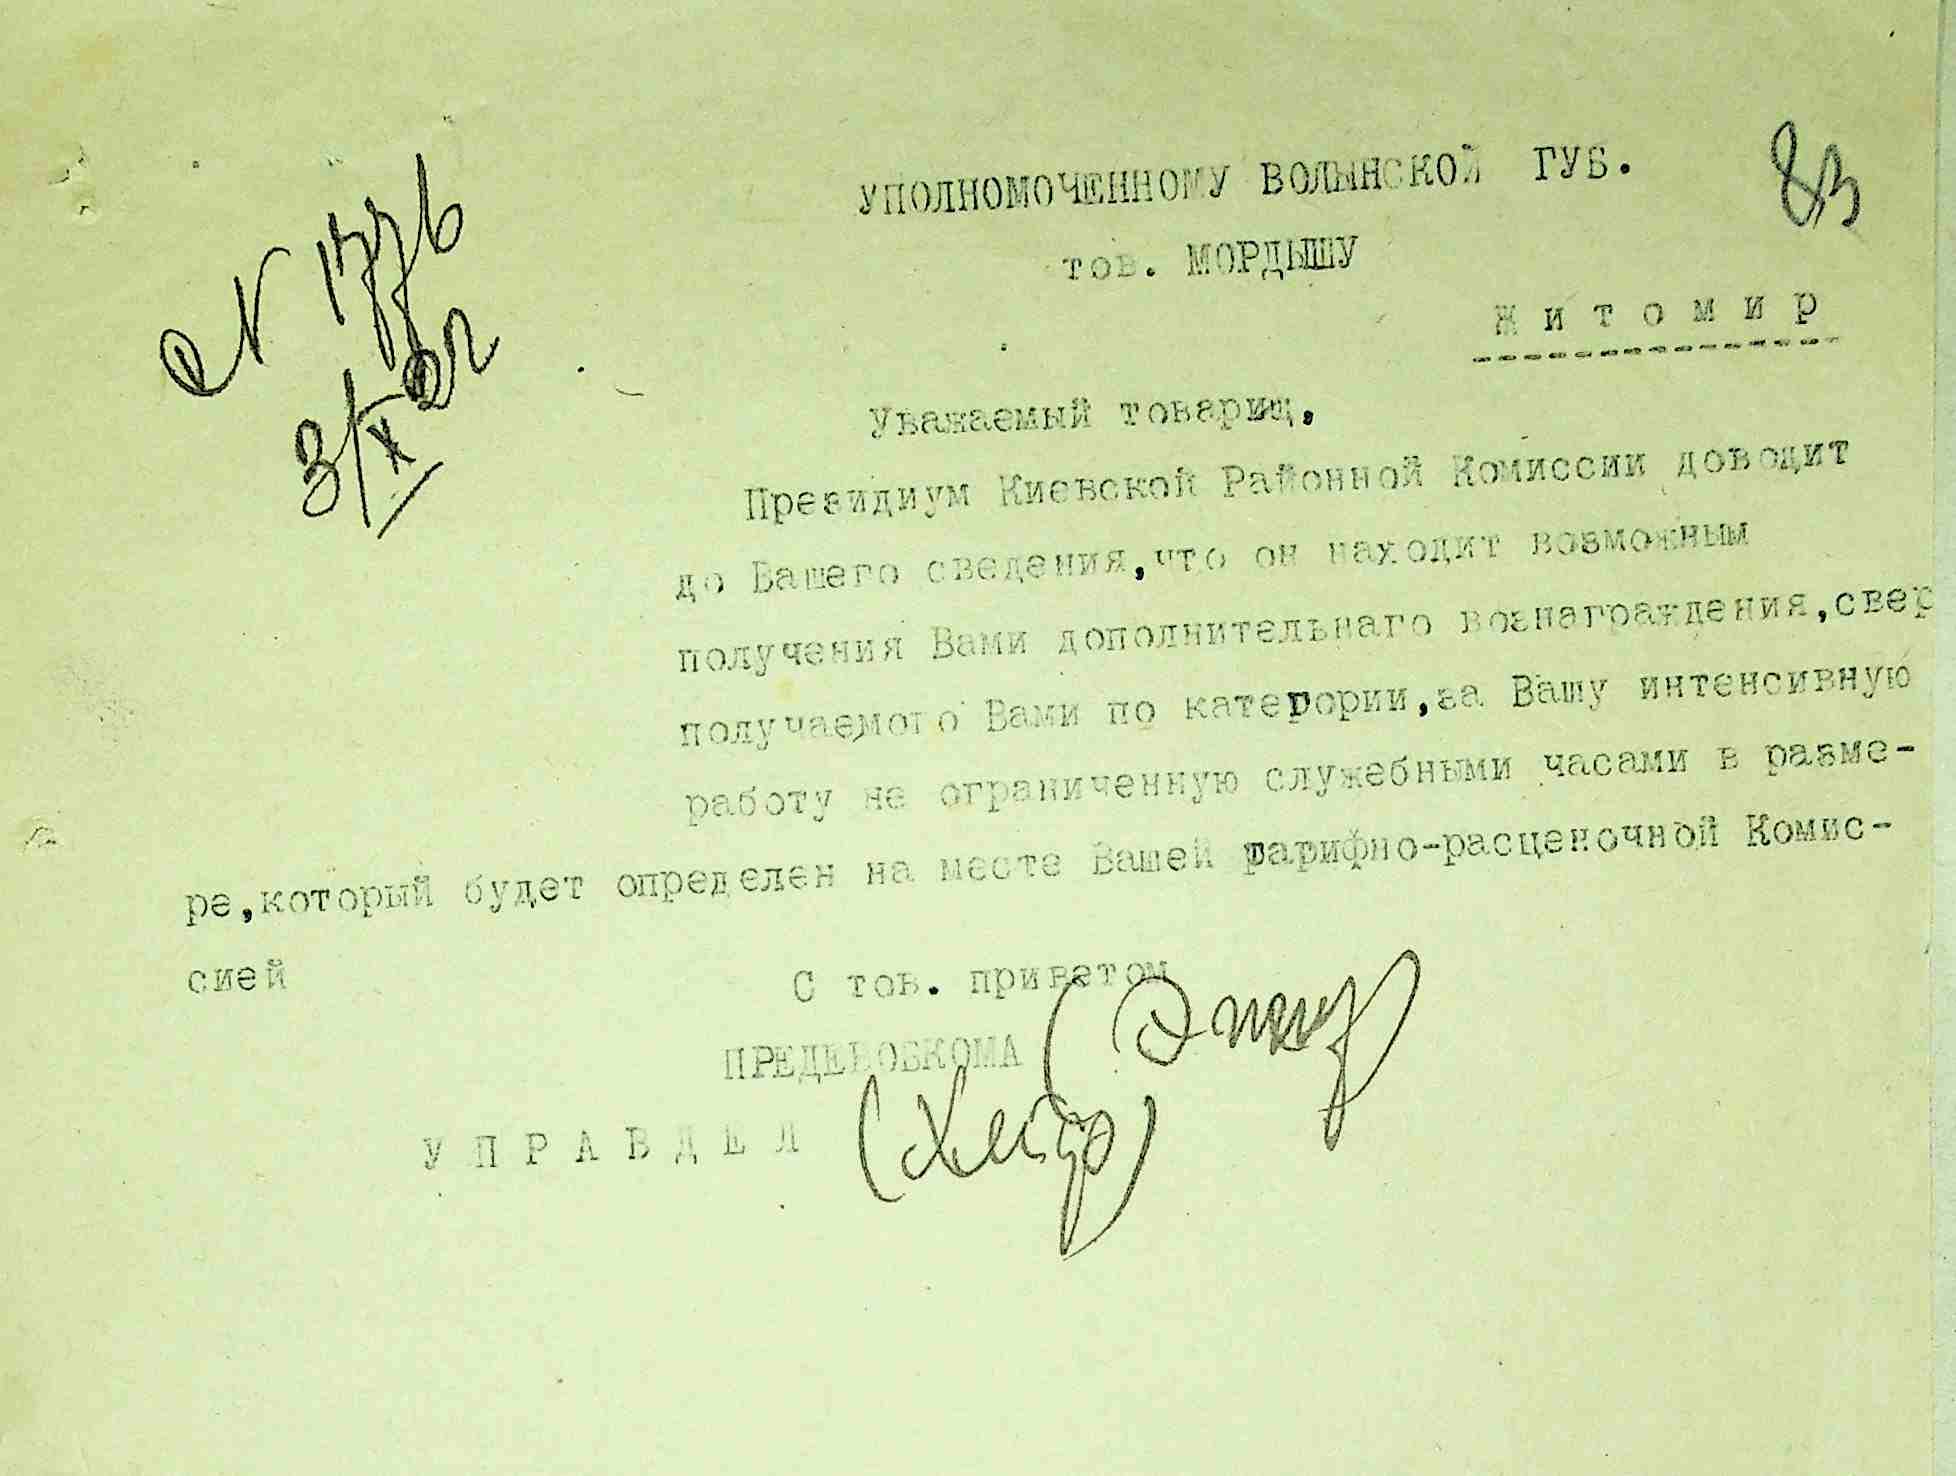 83
УПОЛНОМОЧЕННОМУ ВОЛЫНСКОЙ ГУБ.
тов. МОРДЫШУ
Житомир
№ 1776
3/X 22
Уважаемый товарищ,
Президиум Киевской Районной Комиссии доводит
до Вашего сведения,что он находит возможным
получения Вами дополнительнаго вознаграждения,свер
получаемого Вами по категории,за Вашу интенсивную
работу не ограниченную служебными часами в разме-
ре,который будет определен на месте Вашей тарифно-расценочной Комис-
сией
С тов. приветом
ПРЕДЕВОБКОМА
УПРАВДЕЛ